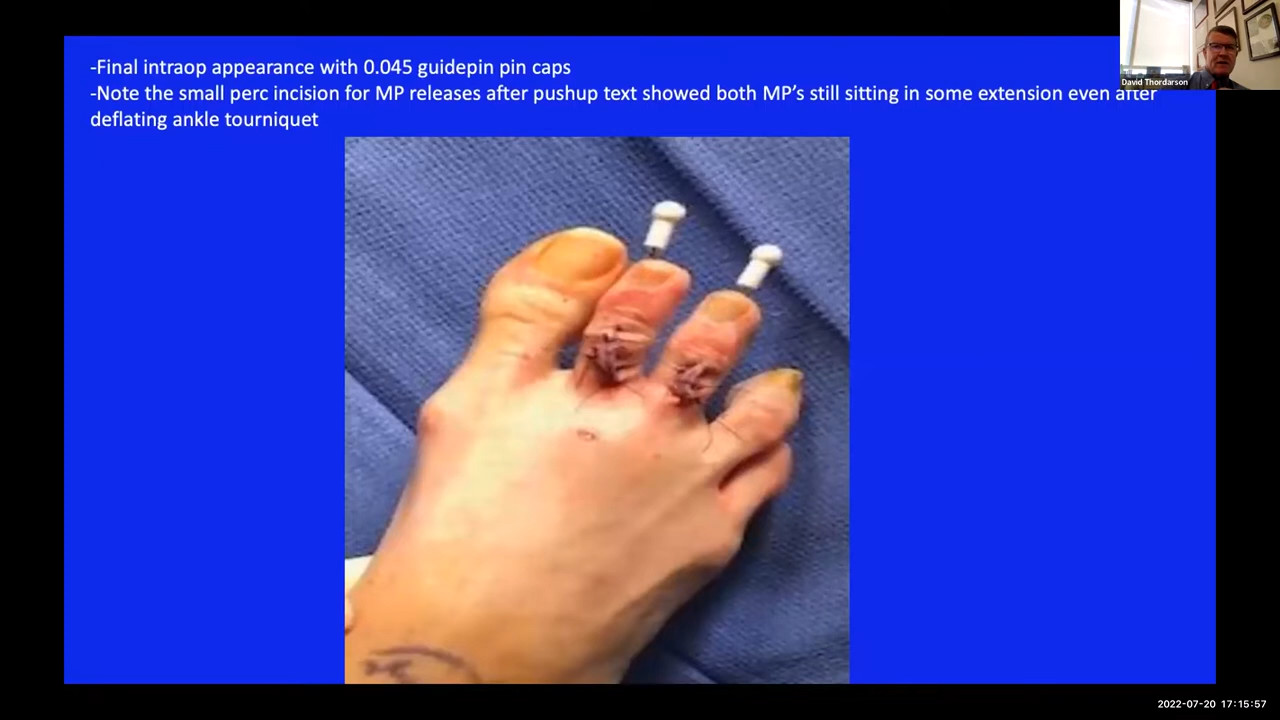 -Final intraop appearance with 0.045 guidepin pin caps
-Note the small perc incision for MP releases after pushup text showed both MP's still sitting in some extension even after
deflating ankle tourniquet
David Thordarson
2022-07-20 17:15:57